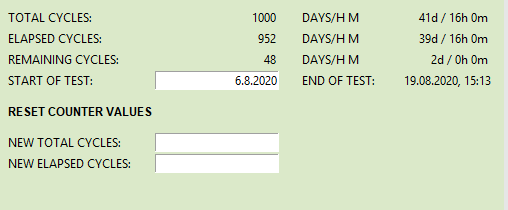 TOTAL CYCLES: 1000 DAYS/H M 41d / 16h 0m
ELAPSED CYCLES: 952 DAYS/H M 39d / 16h 0m
REMAINING CYCLES: 48 DAYS/H M 2d / 0h 0m
START OF TEST: 6.8.2020 END OF TEST: 19.08.2020, 15:13
RESET COUNTER VALUES
NEW TOTAL CYCLES:
NEW ELAPSED CYCLES: